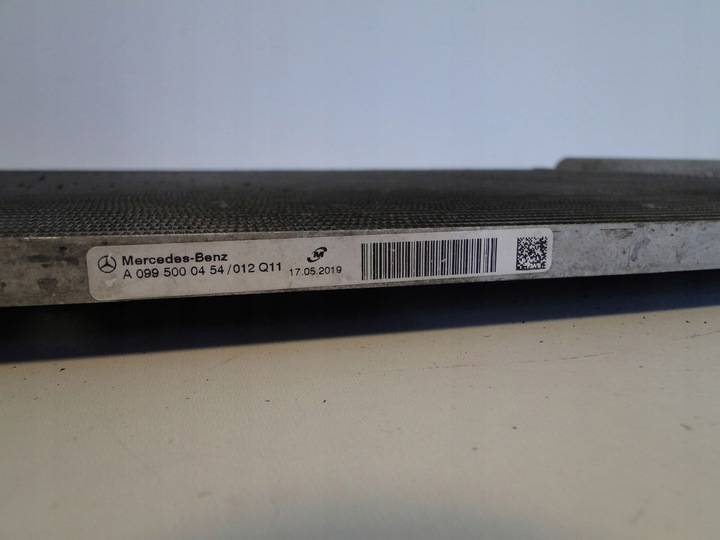 Mercedes-Benz
A 099 500 04 54 / 012 Q11
M
17.05.2019